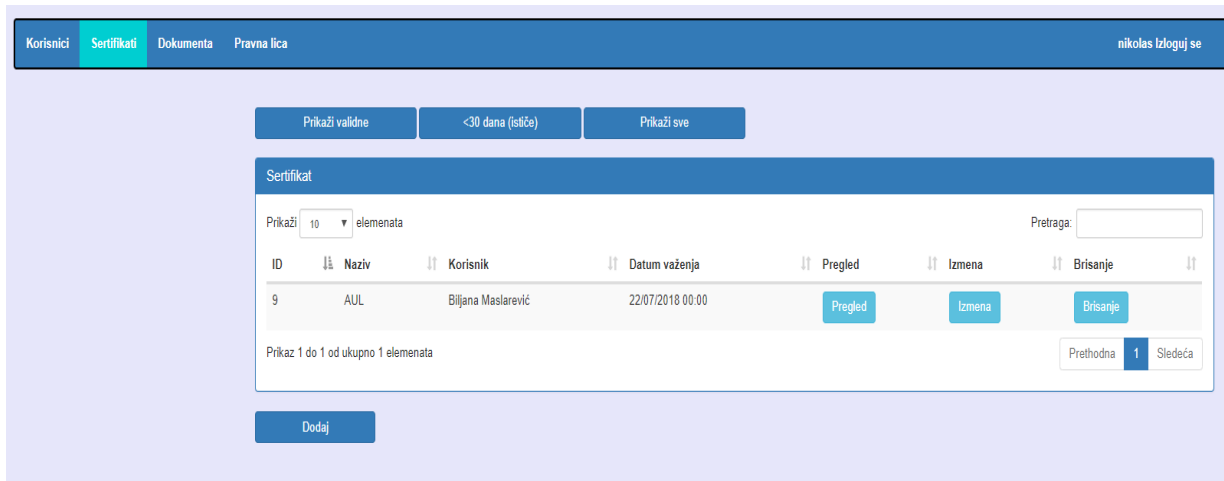 Korisnici Sertifikati Dokumenta Pravna lica nikolas Izloguj se
Prikaži validne <30 dana (ističe) Prikaži sve
Sertifikat
Prikaži 10 elemenata Pretraga:
ID Naziv Korisnik Datum važenja Pregled Izmena Brisanje
9 AUL Biljana Maslarević 22/07/2018 00:00 Pregled Izmena Brisanje
Prikaz 1 do 1 od ukupno 1 elemenata Prethodna 1 Sledeća
Dodaj